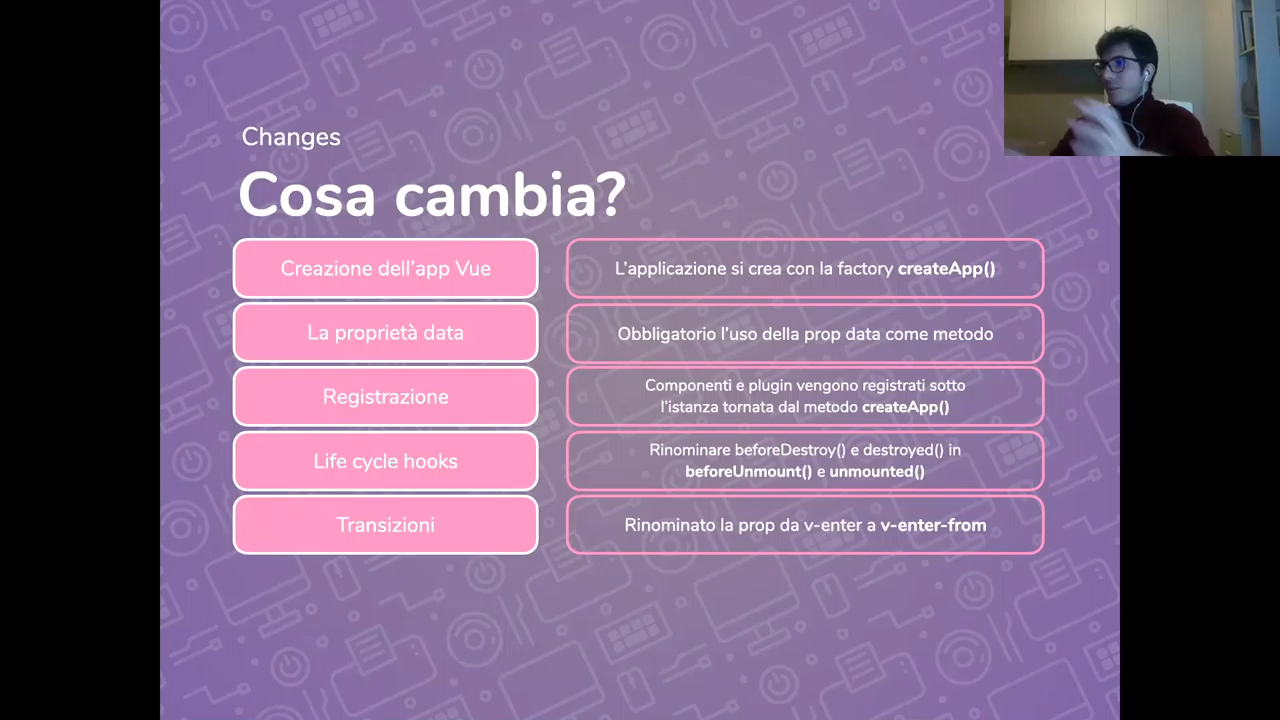 Changes
Cosa cambia?
Creazione dell'app Vue
L'applicazione si crea con la factory createApp()
La proprietà data
Obbligatorio l'uso della prop data come metodo
Registrazione
Componenti e plugin vengono registrati sotto
l'istanza tornata dal metodo createApp()
Life cycle hooks
Rinominare beforeDestroy() e destroyed() in
beforeUnmount() e unmounted()
Transizioni
Rinominato la prop da v-enter a v-enter-from